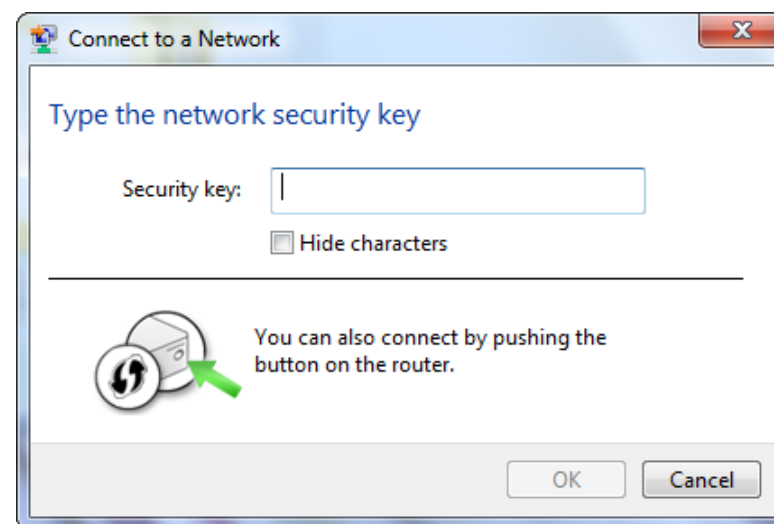 Connect to a Network
Type the network security key
Security key:
Hide characters
You can also connect by pushing the
button on the router.
OK Cancel